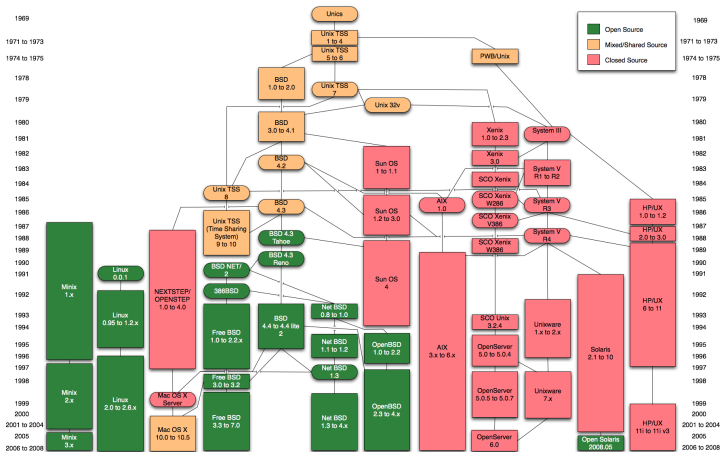 1969
1971 to 1973
1974 to 1975
1978
1979
1980
1981
1982
1983
1984
1985
1986
1987
1988
1989
1990
1991
1992
1993
1994
1995
1996
1997
1998
1999
2001 to 2004
2005
2006 to 2008
Unics
Unix TSS
1 to 4
Unix TSS
5 to 6
PWB/Unix
BSD
1.0 to 2.0
Unix TSS
7
Unix 32v
BSD
3.0 to 4.1
Xenix
1.0 to 2.3
System III
Sun OS
1 to 1.1
Xenix
3.0
BSD
4.2
SCO Xenix
System V
R1 to R2
Unix TSS
8
SCO Xenix
W286
AIX
1.0
System V
R3
HP/UX
1.0 to 1.2
BSD
4.3
Sun OS
1.2 to 3.0
Unix TSS
(Time Sharing
System)
9 to 10
SCO Xenix
V386
HP/UX
2.0 to 3.0
BSD 4.3
Tahoe
System V
R4
SCO Xenix
W386
BSD 4.3
Reno
Minix
1.x
Linux
0.0.1
NEXTSTEP/
OPENSTEP
1.0 to 4.0
BSD NET/
2
Sun OS
4
386BSD
Linux
0.95 to 1.2.x
Net BSD
0.8 to 1.0
HP/UX
6 to 11
Free BSD
1.0 to 2.2.x
BSD
4.4 to 4.4 lite
2
SCO Unix
3.2.4
Unixware
1.x to 2.x
Solaris
2.1 to 10
AIX
3.x to 6.x
Net BSD
1.1 to 1.2
OpenBSD
1.0 to 2.2
OpenServer
5.0 to 5.0.4
Net BSD
1.3
Free BSD
3.0 to 3.2
Minix
2.x
Linux
2.0 to 2.6.x
OpenServer
5.0.5 to 5.0.7
Unixware
7.x
Mac OS X
Server
OpenBSD
2.3 to 4.x
Free BSD
3.3 to 7.0
Net BSD
1.3 to 4.x
Mac OS X
10.0 to 10.5
HP/UX
11i to 11i v3
Minix
3.x
OpenServer
6.0
Open Solaris
2008.05
Open Source
Mixed/Shared Source
Closed Source
1969
1971 to 1973
1974 to 1975
1978
1979
1980
1981
1982
1983
1984
1985
1986
1987
1988
1989
1990
1991
1992
1993
1994
1995
1996
1997
1998
1999
2001 to 2004
2005
2006 to 2008